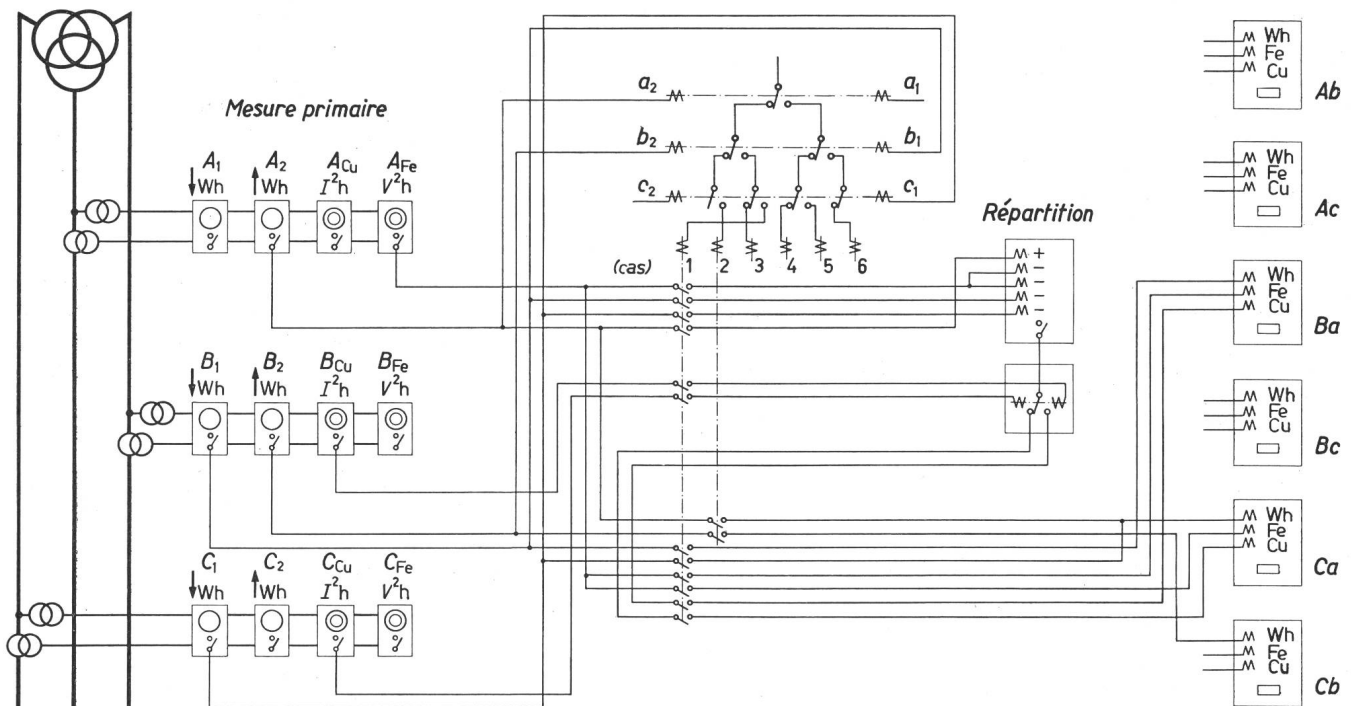 Mesure primaire
A1 A2 ACu AFe
Wh Wh I²h V²h
B1 B2 BCu BFe
Wh Wh I²h V²h
C1 C2 CCu CFe
Wh Wh I²h V²h
a2 a1
b2 b1
c2 c1
(cas) 1 2 3 4 5 6
Répartition
+
−
−
−
−
Wh
Fe
Cu
Ab
Wh
Fe
Cu
Ac
Wh
Fe
Cu
Ba
Wh
Fe
Cu
Bc
Wh
Fe
Cu
Ca
Wh
Fe
Cu
Cb